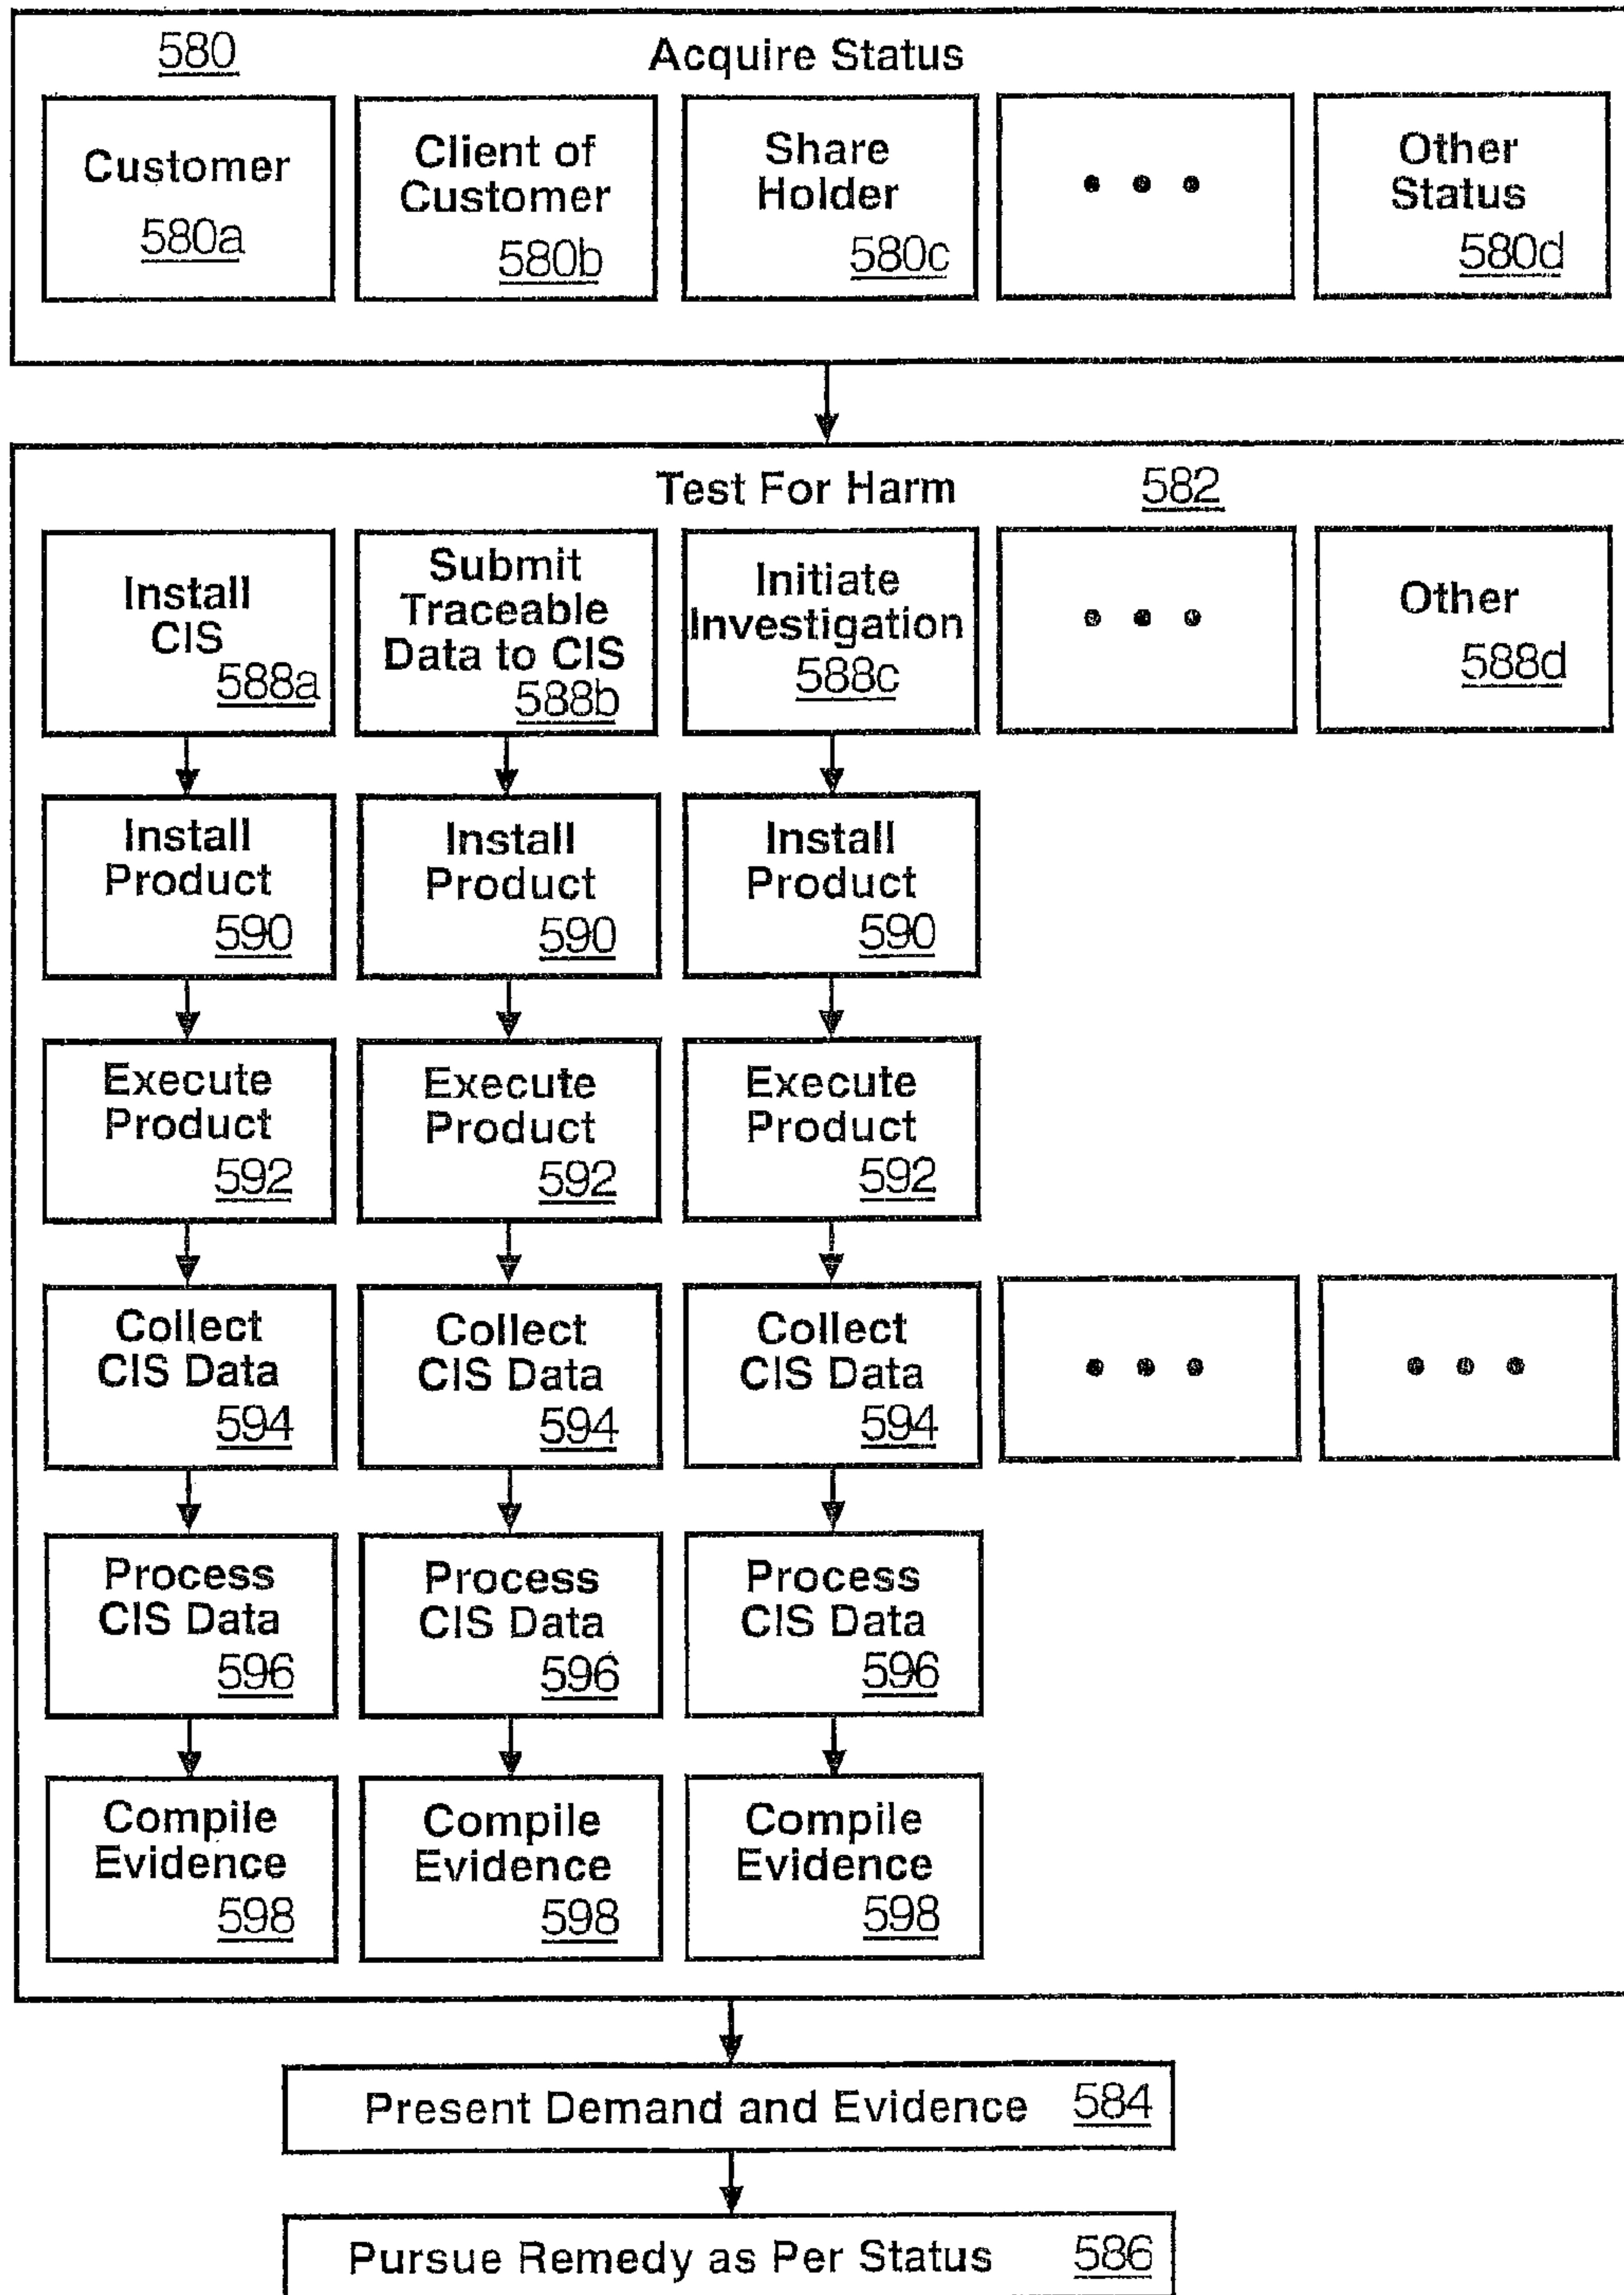 580 Acquire Status
Customer
580a
Client of
Customer
580b
Share
Holder
580c
• • •
Other
Status
580d
Test For Harm 582
Install
CIS
588a
Submit
Traceable
Data to CIS
588b
Initiate
Investigation
588c
• • •
Other
588d
Install
Product
590
Install
Product
590
Install
Product
590
Execute
Product
592
Execute
Product
592
Execute
Product
592
Collect
CIS Data
594
Collect
CIS Data
594
Collect
CIS Data
594
• • •
• • •
Process
CIS Data
596
Process
CIS Data
596
Process
CIS Data
596
Compile
Evidence
598
Compile
Evidence
598
Compile
Evidence
598
Present Demand and Evidence 584
Pursue Remedy as Per Status 586